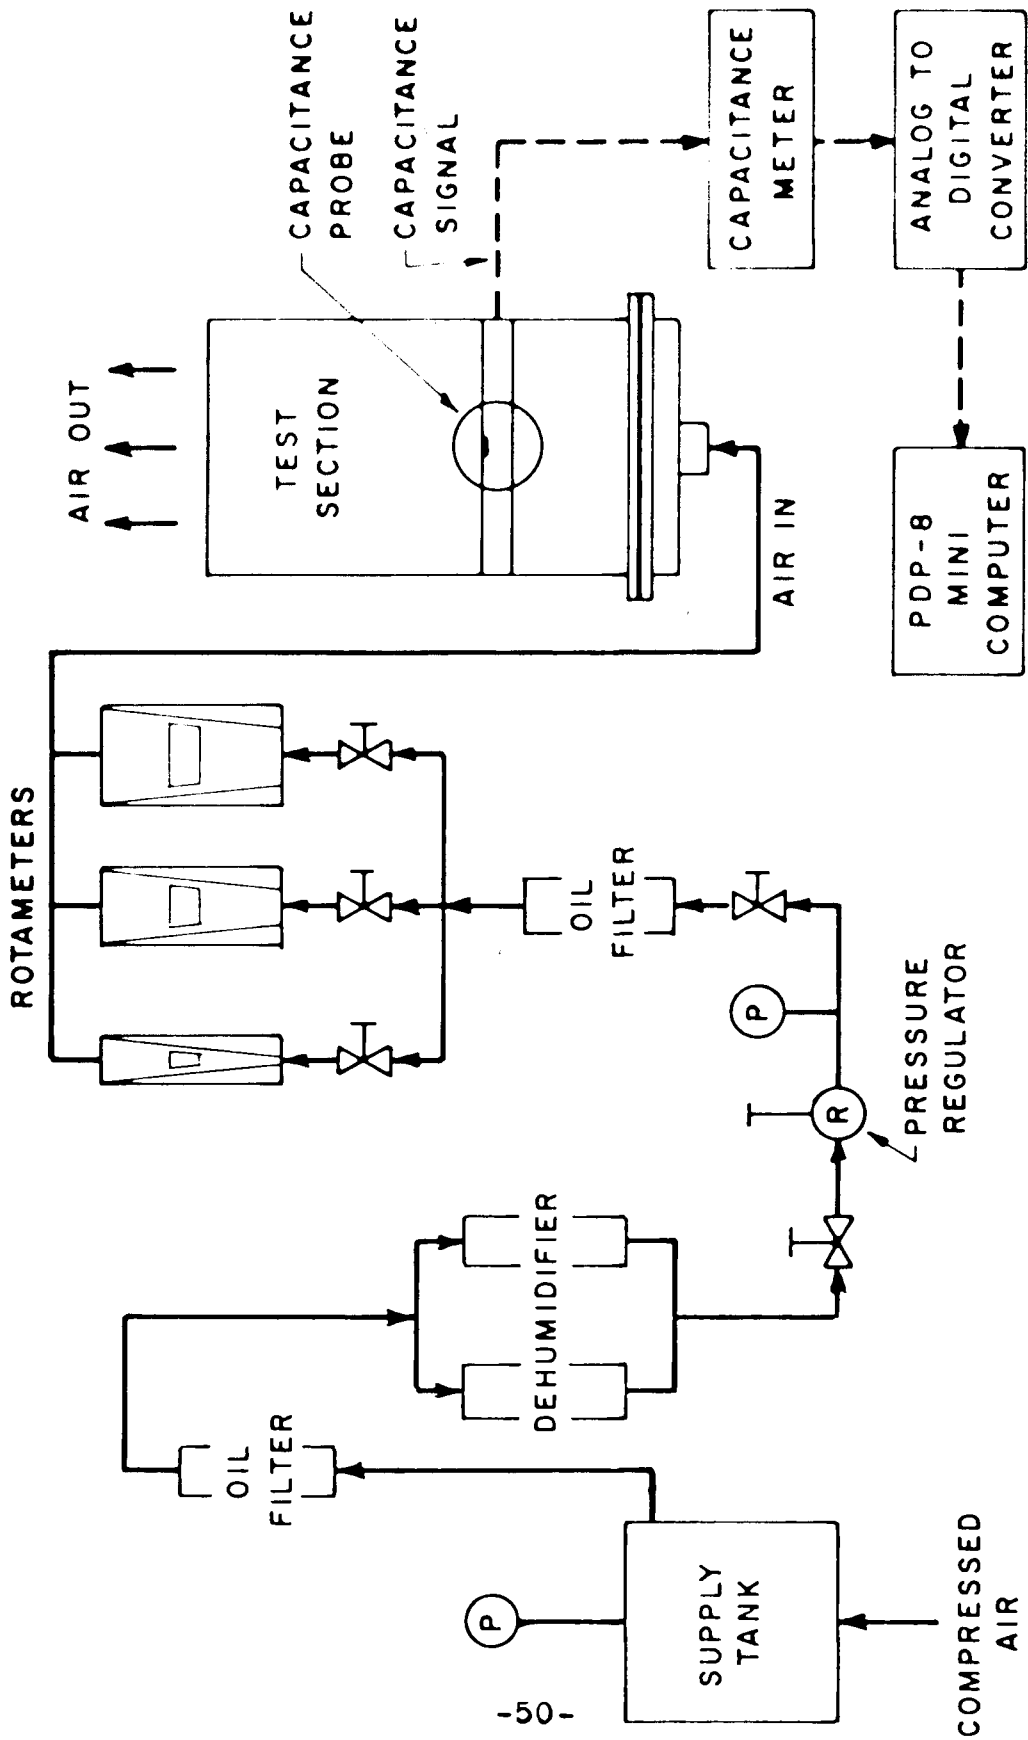 COMPRESSED
AIR
SUPPLY
TANK
P
OIL
FILTER
DEHUMIDIFIER
R
PRESSURE
REGULATOR
P
OIL
FILTER
ROTAMETERS
AIR IN
AIR OUT
TEST
SECTION
CAPACITANCE
PROBE
CAPACITANCE
SIGNAL
CAPACITANCE
METER
ANALOG TO
DIGITAL
CONVERTER
PDP-8
MINI
COMPUTER
-50-